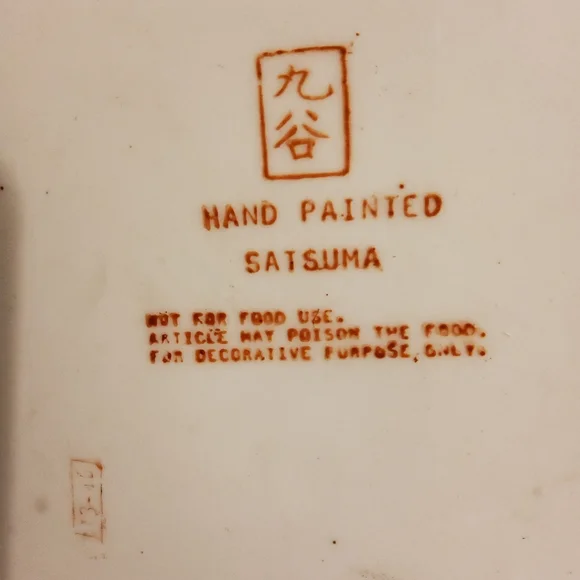 九谷
HAND PAINTED
SATSUMA
NOT FOR FOOD USE.
ARTICLE MAY POISON THE FOOD.
FOR DECORATIVE PURPOSE, ONLY.